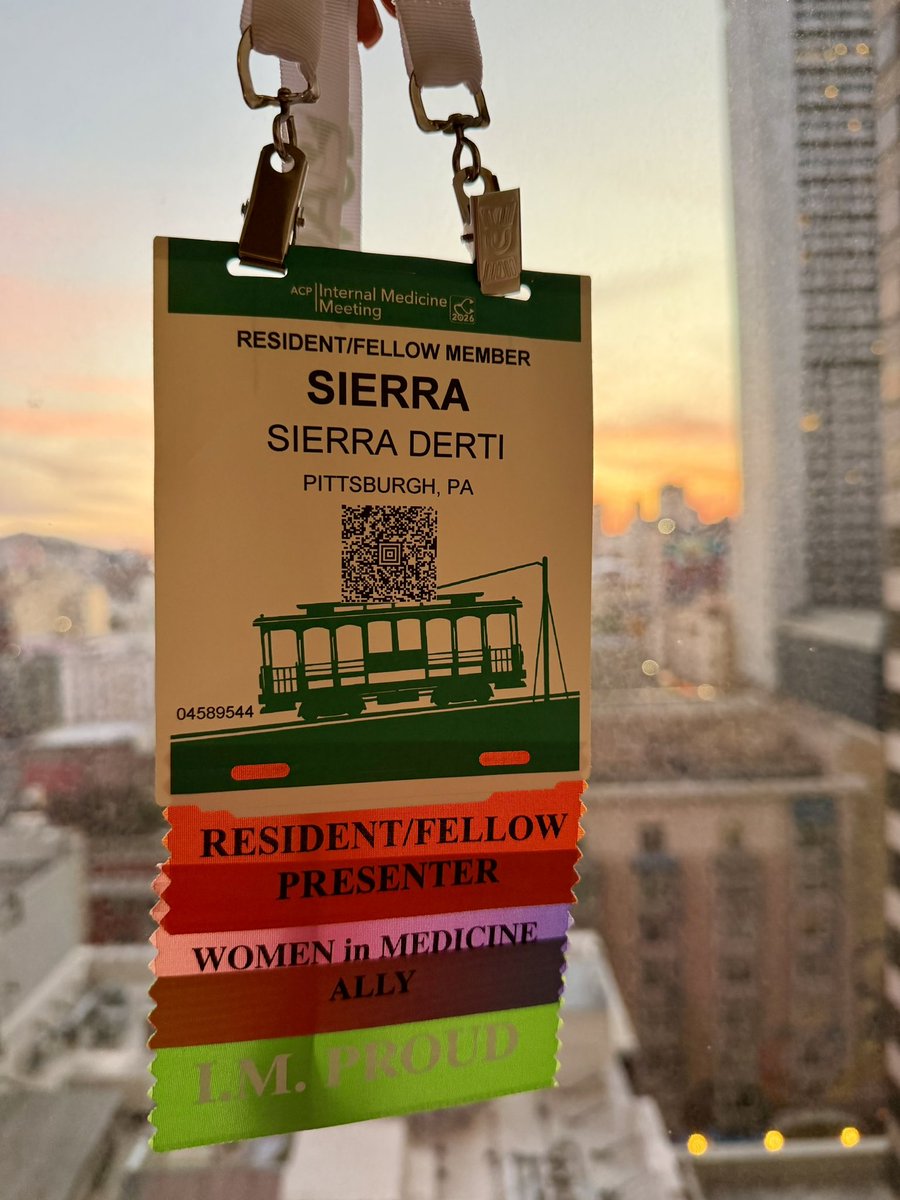 ACP Internal Medicine
Meeting 2026
RESIDENT/FELLOW MEMBER
SIERRA
SIERRA DERTI
PITTSBURGH, PA
04589544
RESIDENT/FELLOW
PRESENTER
WOMEN in MEDICINE
ALLY
I.M. PROUD